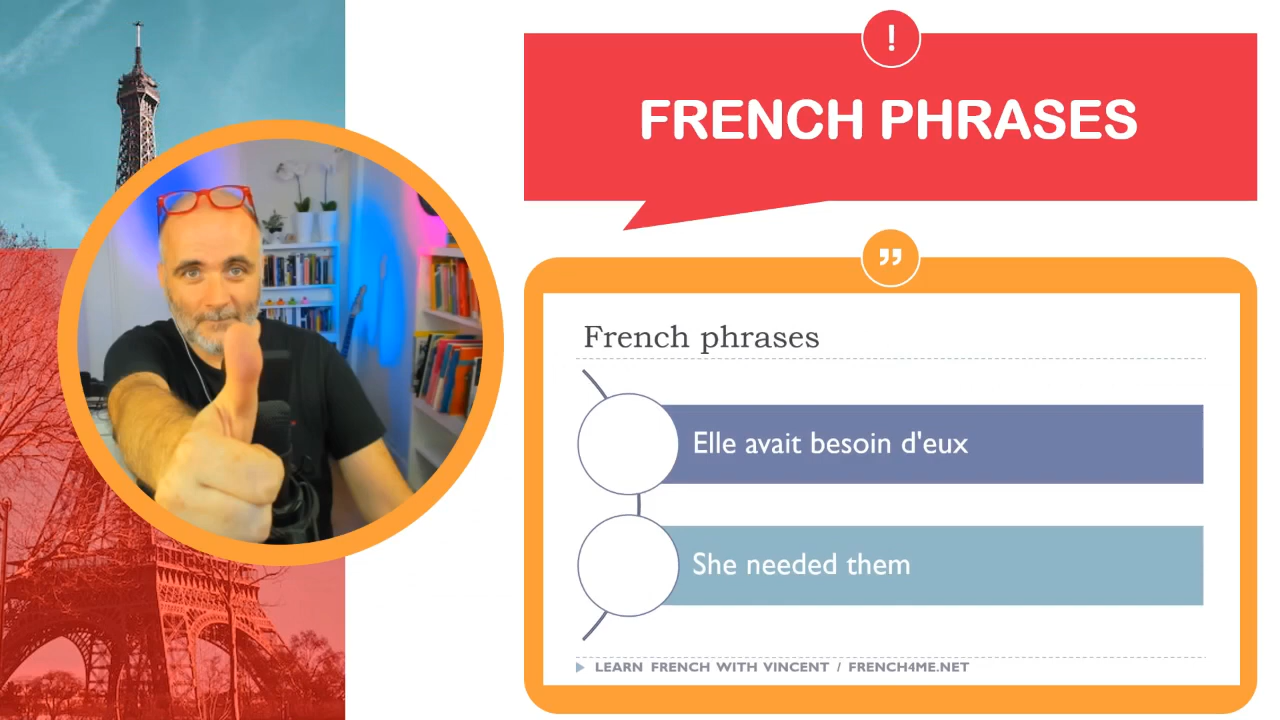 !
FRENCH PHRASES
”
French phrases
Elle avait besoin d'eux
She needed them
LEARN FRENCH WITH VINCENT / FRENCH4ME.NET